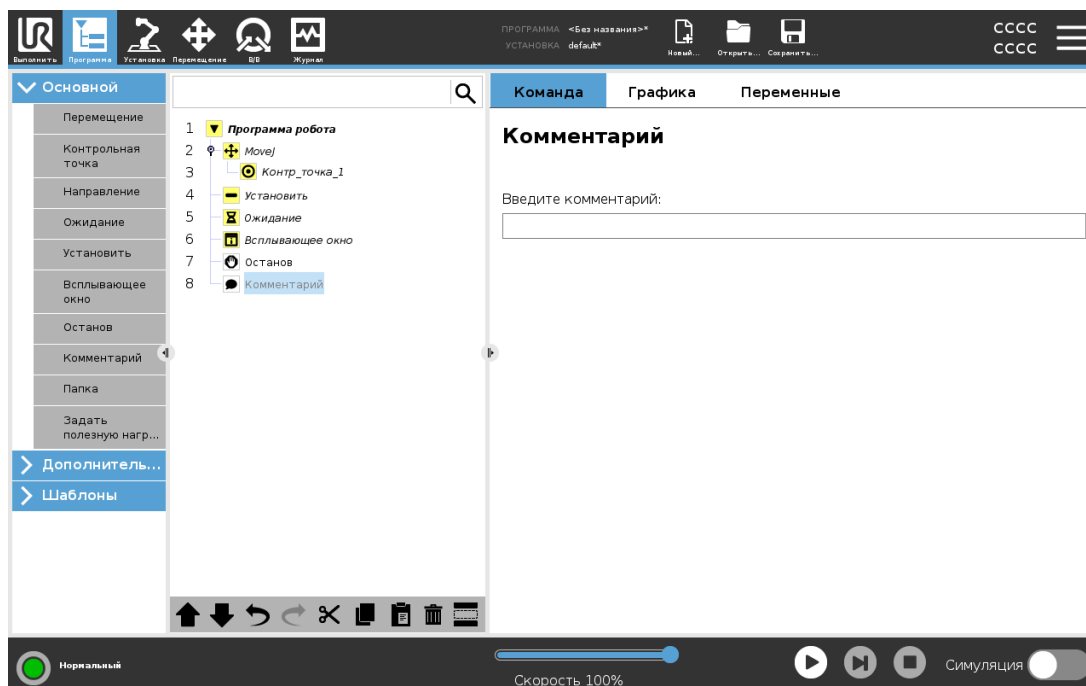 ПРОГРАММА <Без названия>*
УСТАНОВКА default*
Выполнить Программа Установка Перемещение В/В Журнал
Новый... Открыть... Сохранить...
CCCC
CCCC
Основной
Перемещение
Контрольная
точка
Направление
Ожидание
Установить
Всплывающее
окно
Останов
Комментарий
Папка
Задать
полезную нагр...
Дополнитель...
Шаблоны
1 Программа робота
2 MoveJ
3 Контр_точка_1
4 Установить
5 Ожидание
6 Всплывающее окно
7 Останов
8 Комментарий
Команда Графика Переменные
Комментарий
Введите комментарий:
Нормальный
Скорость 100%
Симуляция